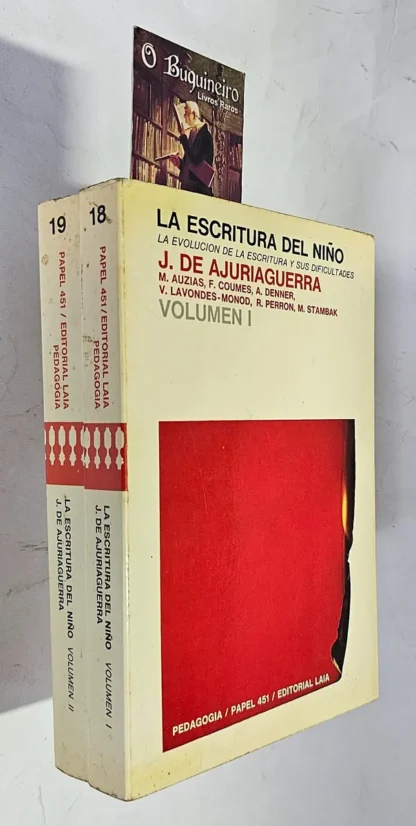 O Buquineiro
Livros Raros
LA ESCRITURA DEL NIÑO
LA EVOLUCION DE LA ESCRITURA Y SUS DIFICULTADES
J. DE AJURIAGUERRA
M. AUZIAS, F. COUMES, A. DENNER,
V. LAVONDES-MONOD, R. PERRON, M. STAMBAK
VOLUMEN I
PEDAGOGIA / PAPEL 451 / EDITORIAL LAIA
18
PAPEL 451 / EDITORIAL LAIA
PEDAGOGIA
LA ESCRITURA DEL NIÑO VOLUMEN I
J. DE AJURIAGUERRA
19
PAPEL 451 / EDITORIAL LAIA
PEDAGOGIA
LA ESCRITURA DEL NIÑO VOLUMEN II
J. DE AJURIAGUERRA